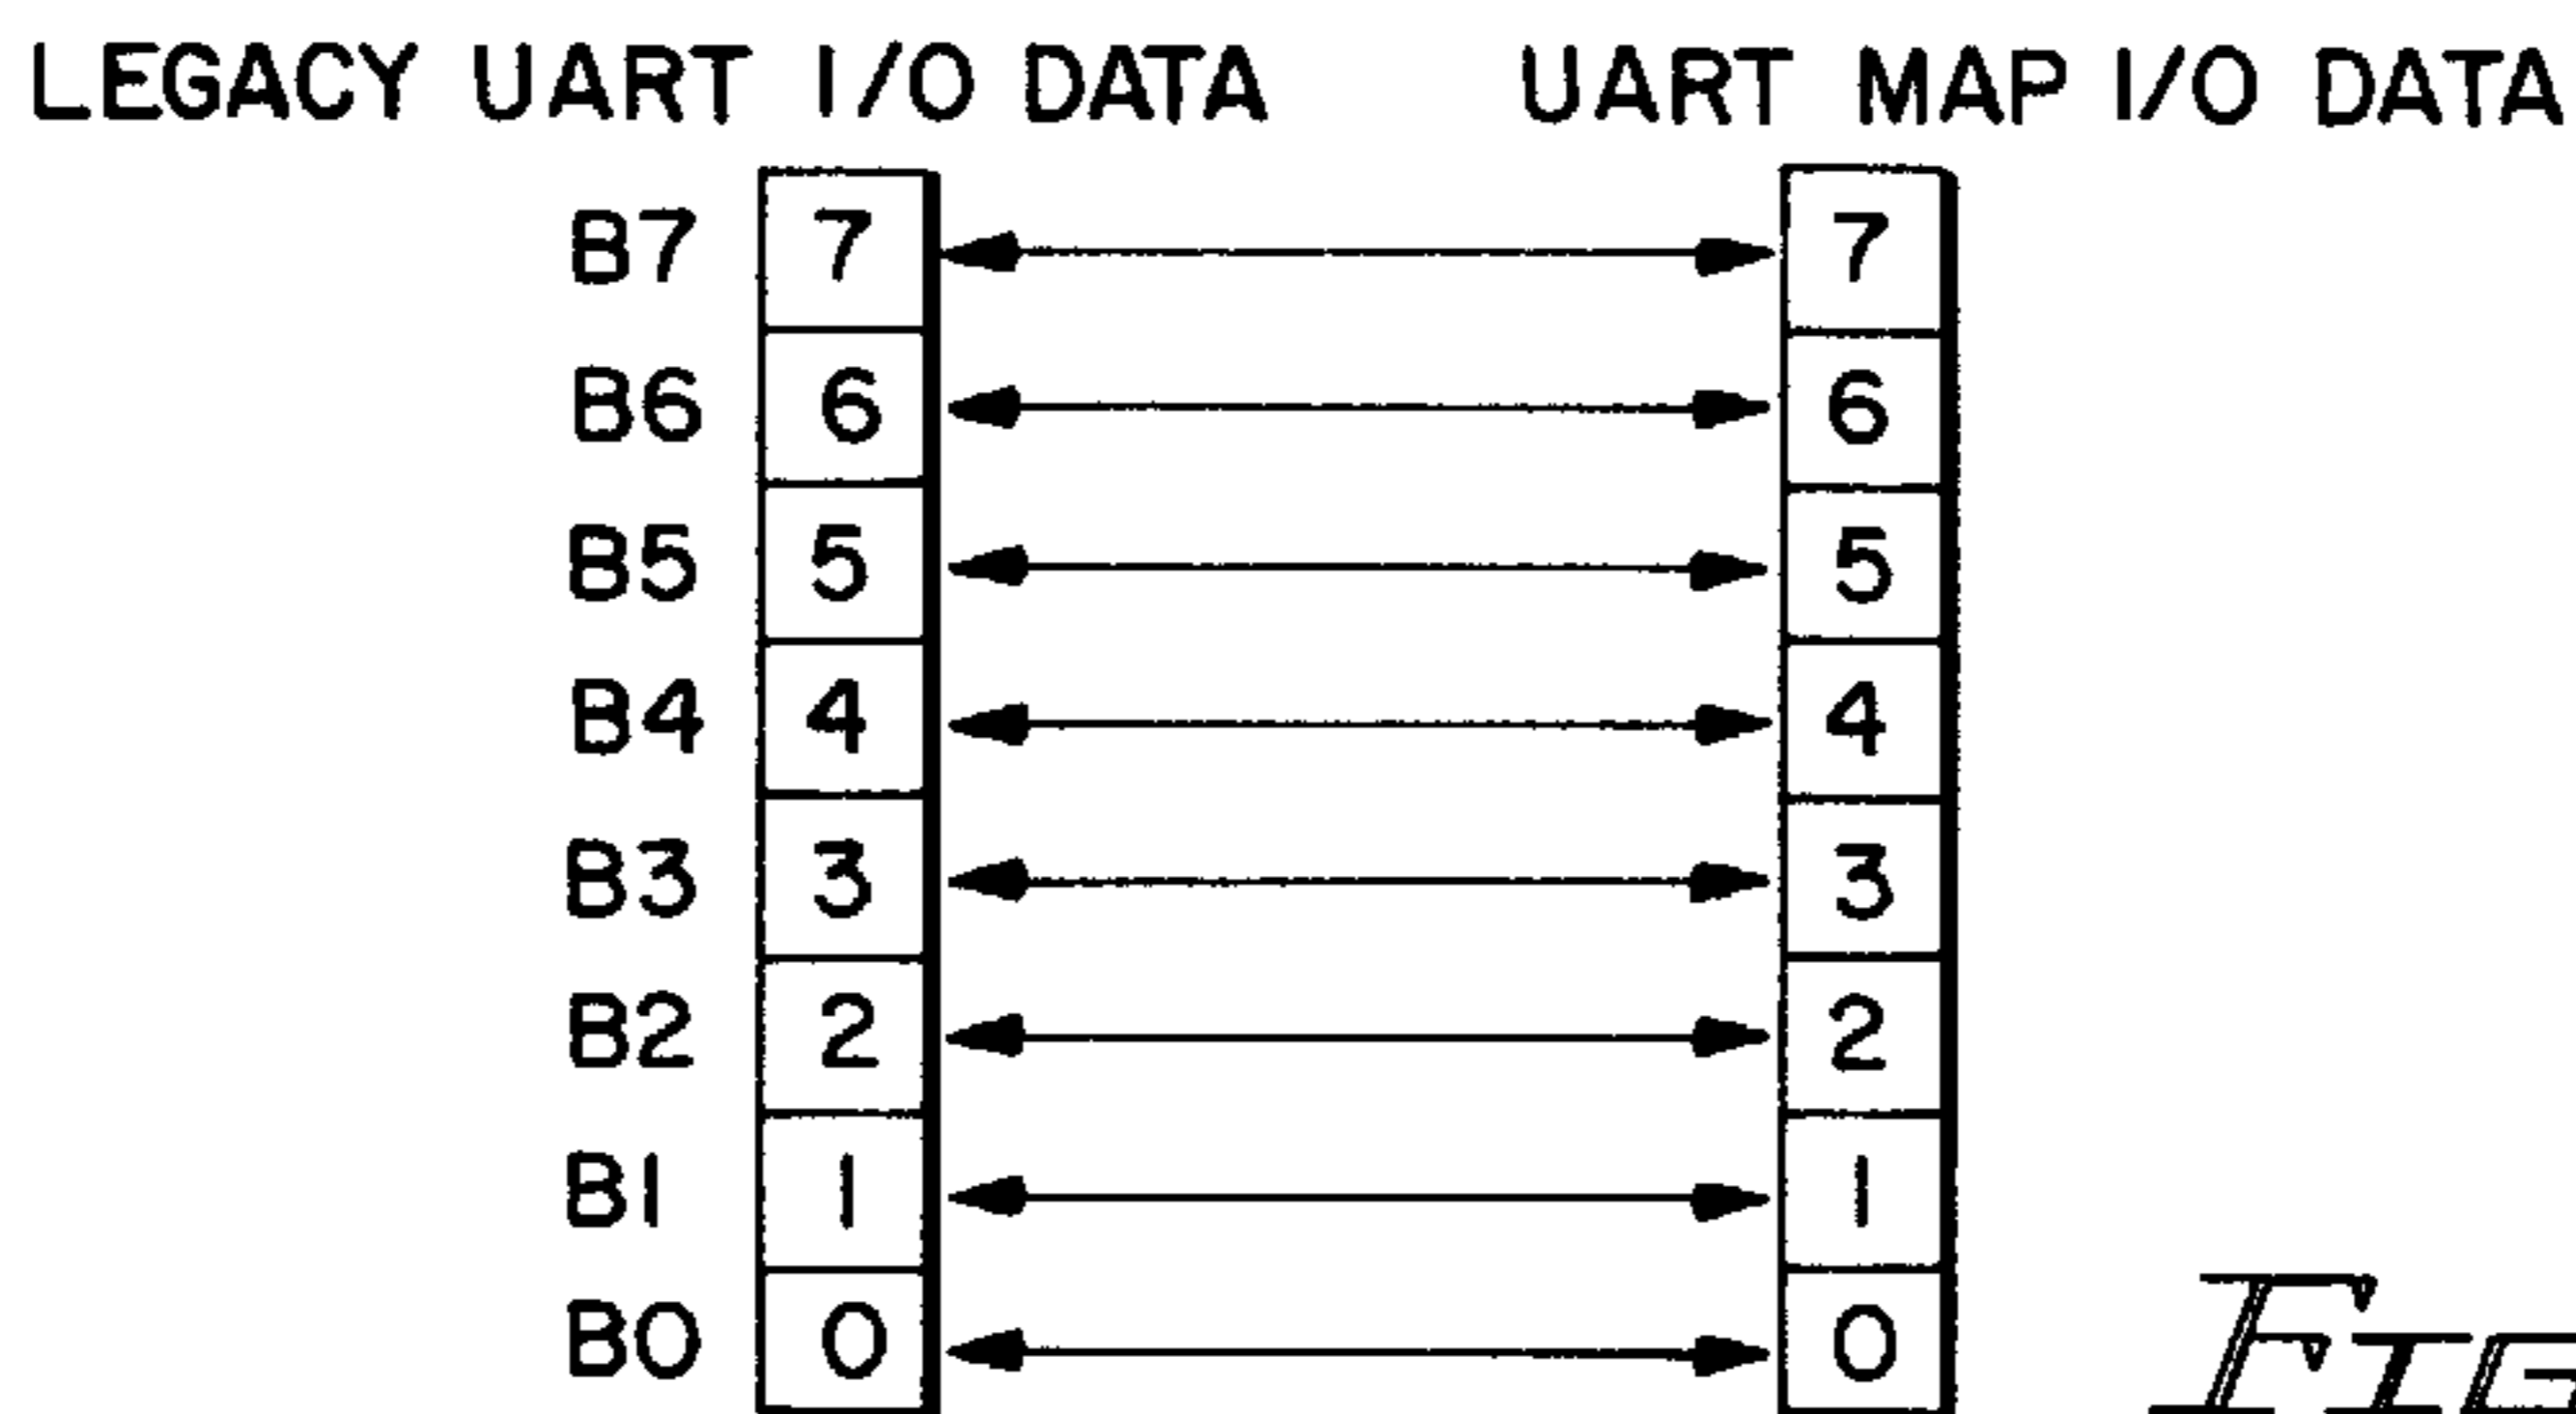 LEGACY UART I/O DATA UART MAP I/O DATA
B7 7 7
B6 6 6
B5 5 5
B4 4 4
B3 3 3
B2 2 2
B1 1 1
B0 0 0